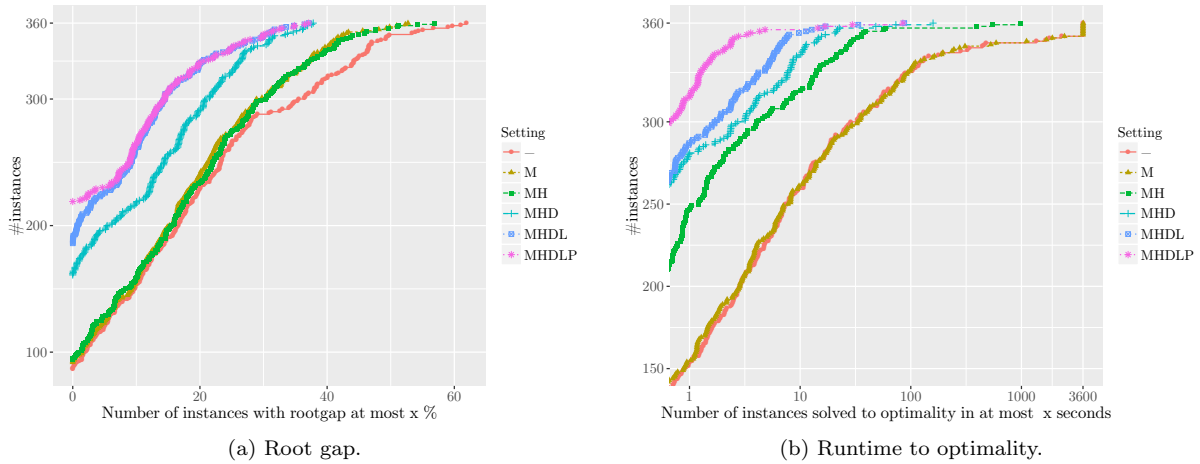 360
300
200
100
#instances
0
20
40
60
Number of instances with rootgap at most x %
Setting
–
M
MH
MHD
MHDL
MHDLP
(a) Root gap.
360
350
300
250
200
150
#instances
1
10
100
1000
3600
Number of instances solved to optimality in at most x seconds
Setting
–
M
MH
MHD
MHDL
MHDLP
(b) Runtime to optimality.